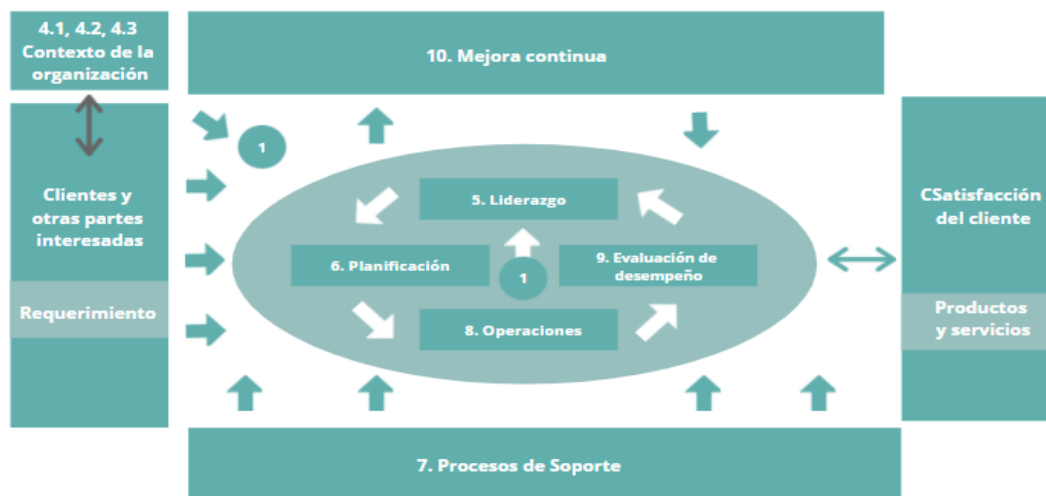 4.1, 4.2, 4.3
Contexto de la
organización
10. Mejora continua
1
Clientes y
otras partes
interesadas
Requerimiento
5. Liderazgo
6. Planificación
1
9. Evaluación de
desempeño
8. Operaciones
CSatisfacción
del cliente
Productos
y servicios
7. Procesos de Soporte